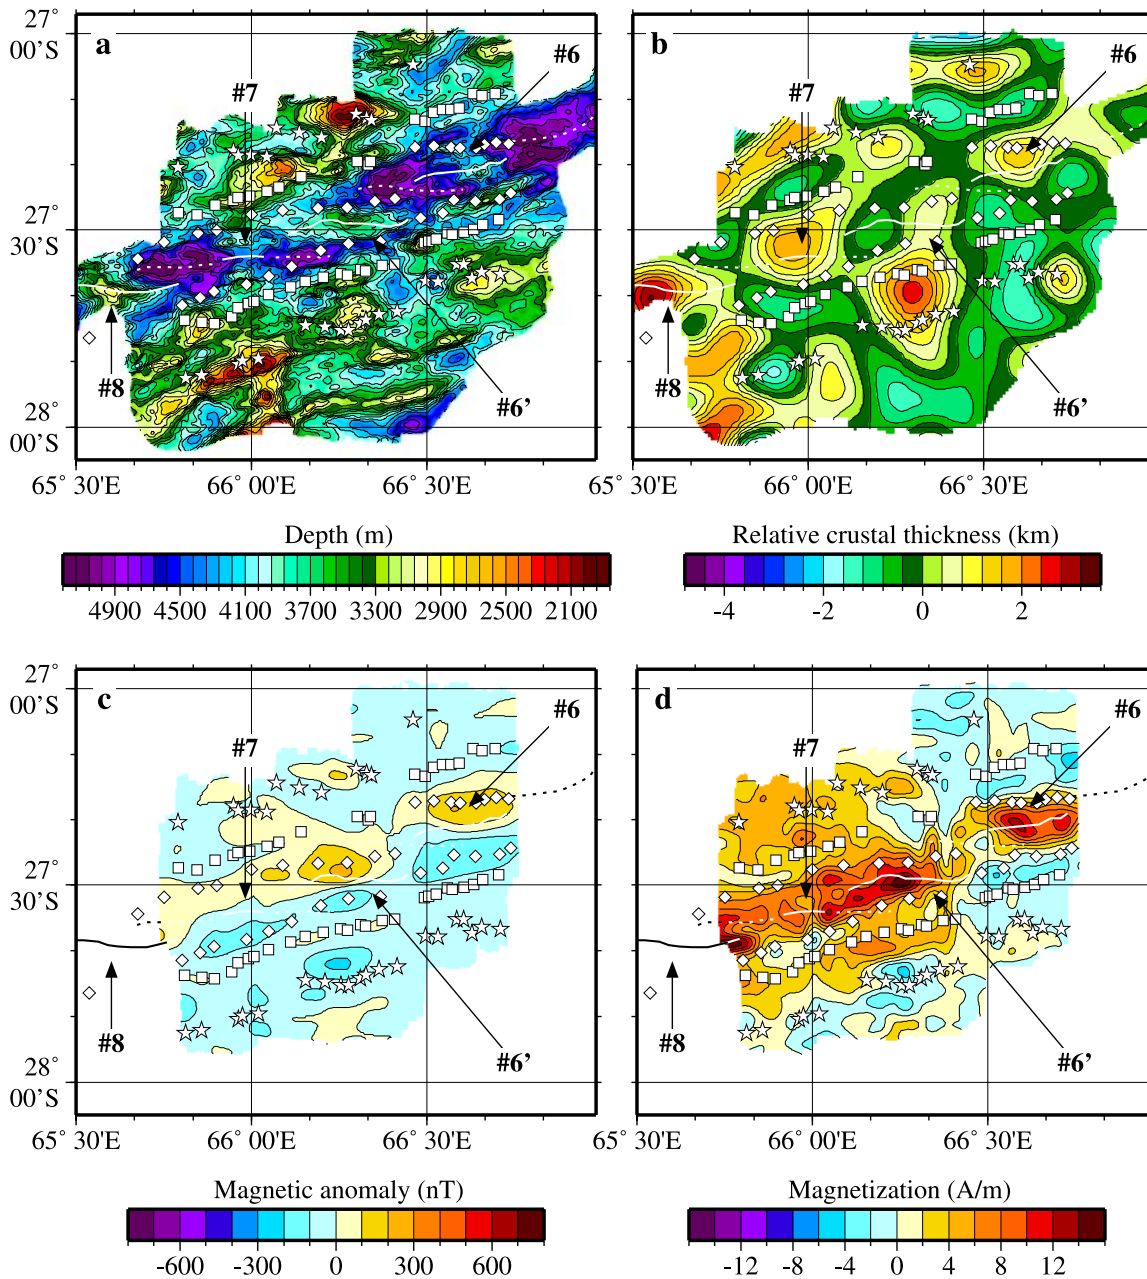 27°
00'S
a
#7
#6
b
#7
#6
27°
30'S
#8
#6’
#8
#6’
28°
00'S
65° 30'E
66° 00'E
66° 30'E
65° 30'E
66° 00'E
66° 30'E
Depth (m)
4900 4500 4100 3700 3300 2900 2500 2100
Relative crustal thickness (km)
-4 -2 0 2
27°
00'S
c
#7
#6
d
#7
#6
27°
30'S
#8
#6’
#8
#6’
28°
00'S
65° 30'E
66° 00'E
66° 30'E
65° 30'E
66° 00'E
66° 30'E
Magnetic anomaly (nT)
-600 -300 0 300 600
Magnetization (A/m)
-12 -8 -4 0 4 8 12